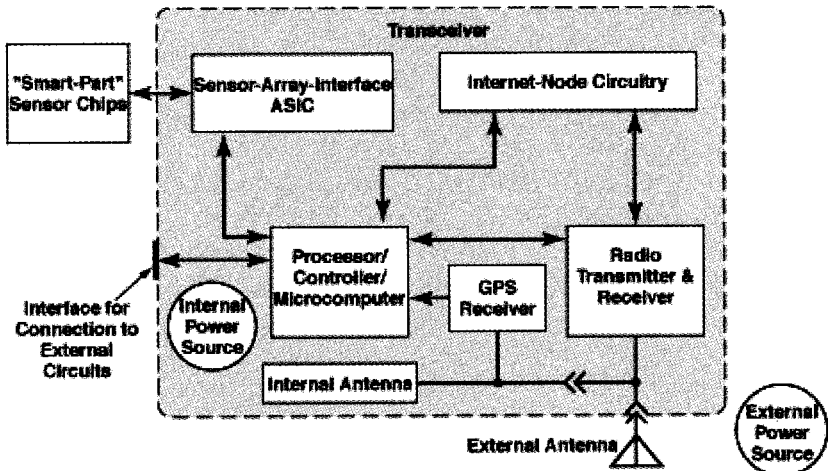 Transceiver
"Smart-Part"
Sensor Chips
Sensor-Array-Interface
ASIC
Internet-Node Circuitry
Processor/
Controller/
Microcomputer
Radio
Transmitter &
Receiver
GPS
Receiver
Interface for
Connection to
External
Circuits
Internal
Power
Source
Internal Antenna
External Antenna
External
Power
Source